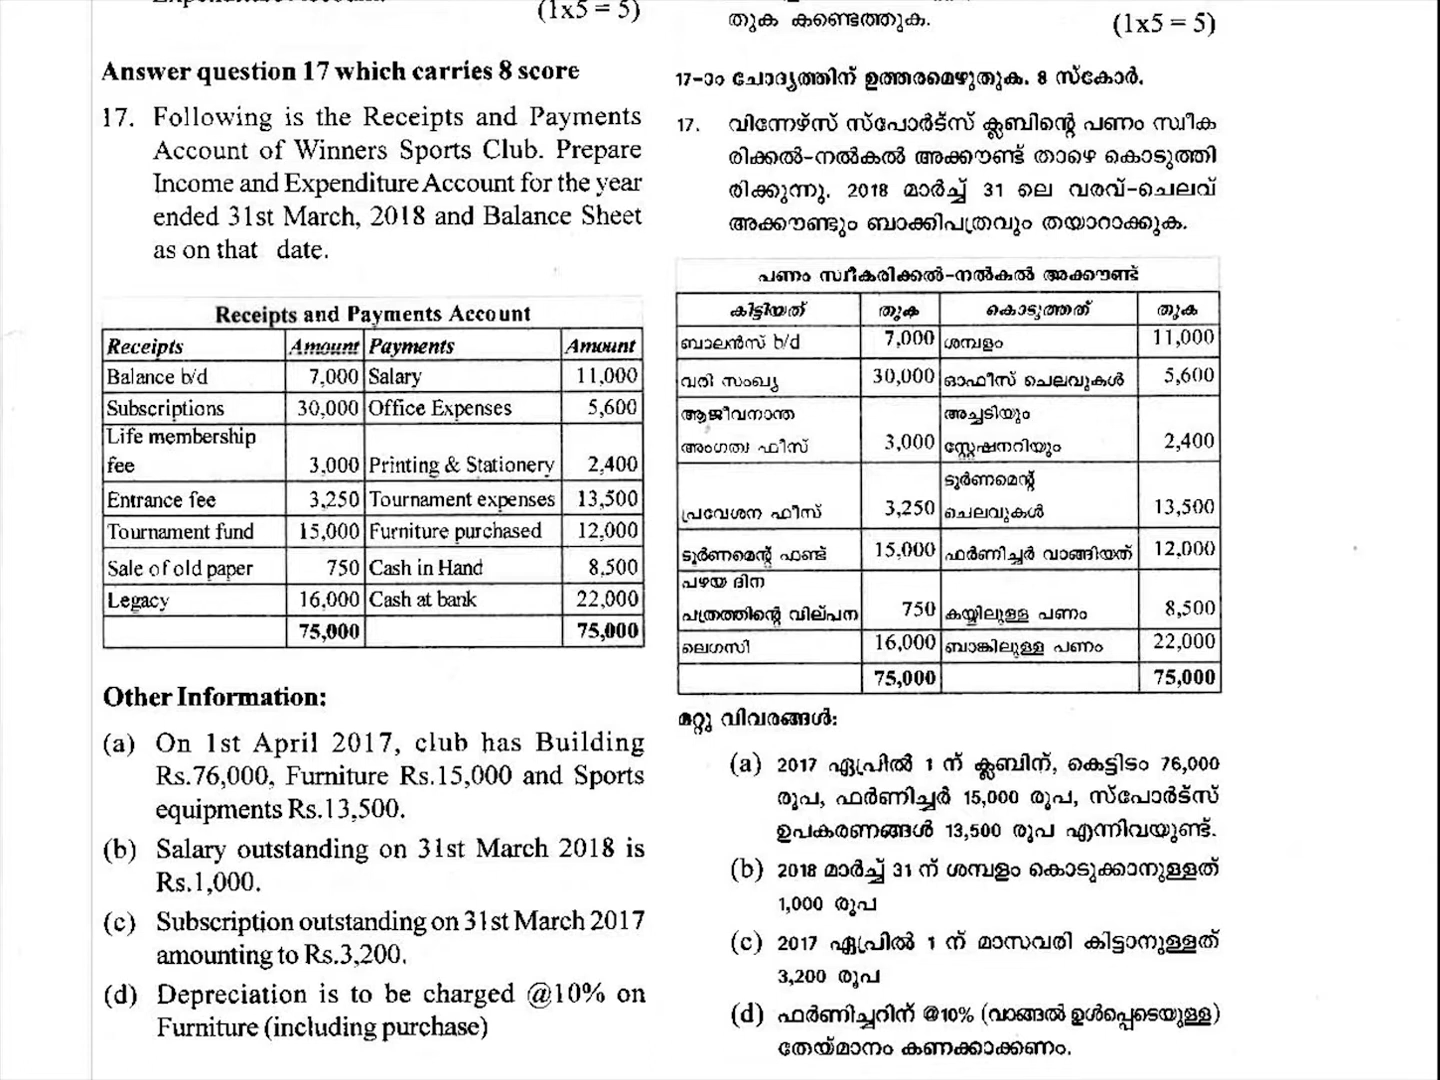 (1x5 = 5)
Answer question 17 which carries 8 score
17. Following is the Receipts and Payments
Account of Winners Sports Club. Prepare
Income and Expenditure Account for the year
ended 31st March, 2018 and Balance Sheet
as on that date.
Receipts and Payments Account
Receipts Amount Payments Amount
Balance b/d 7,000 Salary 11,000
Subscriptions 30,000 Office Expenses 5,600
Life membership
fee 3,000 Printing & Stationery 2,400
Entrance fee 3,250 Tournament expenses 13,500
Tournament fund 15,000 Furniture purchased 12,000
Sale of old paper 750 Cash in Hand 8,500
Legacy 16,000 Cash at bank 22,000
75,000 75,000
Other Information:
(a) On 1st April 2017, club has Building
Rs.76,000, Furniture Rs.15,000 and Sports
equipments Rs.13,500.
(b) Salary outstanding on 31st March 2018 is
Rs.1,000.
(c) Subscription outstanding on 31st March 2017
amounting to Rs.3,200.
(d) Depreciation is to be charged @10% on
Furniture (including purchase)
തുക കണ്ടെത്തുക. (1x5 = 5)
17-ാം ചോദ്യത്തിന് ഉത്തരമെഴുതുക. 8 സ്കോർ.
17. വിന്നേഴ്സ് സ്പോർട്സ് ക്ലബിന്റെ പണം സ്വീക
രിക്കൽ-നൽകൽ അക്കൗണ്ട് താഴെ കൊടുത്തി
രിക്കുന്നു. 2018 മാർച്ച് 31 ലെ വരവ്-ചെലവ്
അക്കൗണ്ടും ബാക്കിപത്രവും തയാറാക്കുക.
പണം സ്വീകരിക്കൽ-നൽകൽ അക്കൗണ്ട്
കിട്ടിയത് തുക കൊടുത്തത് തുക
ബാലൻസ് b/d 7,000 ശമ്പളം 11,000
വരി സംഖ്യ 30,000 ഓഫീസ് ചെലവുകൾ 5,600
ആജീവനാന്ത അച്ചടിയും
അംഗത്വ ഫീസ് 3,000 സ്റ്റേഷനറിയും 2,400
ടൂർണമെന്റ്
പ്രവേശന ഫീസ് 3,250 ചെലവുകൾ 13,500
ടൂർണമെന്റ് ഫണ്ട് 15,000 ഫർണിച്ചർ വാങ്ങിയത് 12,000
പഴയ ദിന
പത്രത്തിന്റെ വില്പന 750 കയ്യിലുള്ള പണം 8,500
ലെഗസി 16,000 ബാങ്കിലുള്ള പണം 22,000
75,000 75,000
മറ്റു വിവരങ്ങൾ:
(a) 2017 ഏപ്രിൽ 1 ന് ക്ലബിന്, കെട്ടിടം 76,000
രൂപ, ഫർണിച്ചർ 15,000 രൂപ, സ്പോർട്സ്
ഉപകരണങ്ങൾ 13,500 രൂപ എന്നിവയുണ്ട്.
(b) 2018 മാർച്ച് 31 ന് ശമ്പളം കൊടുക്കാനുള്ളത്
1,000 രൂപ
(c) 2017 ഏപ്രിൽ 1 ന് മാസവരി കിട്ടാനുള്ളത്
3,200 രൂപ
(d) ഫർണിച്ചറിന് @10% (വാങ്ങൽ ഉൾപ്പെടെയുള്ള)
തേയ്മാനം കണക്കാക്കണം.